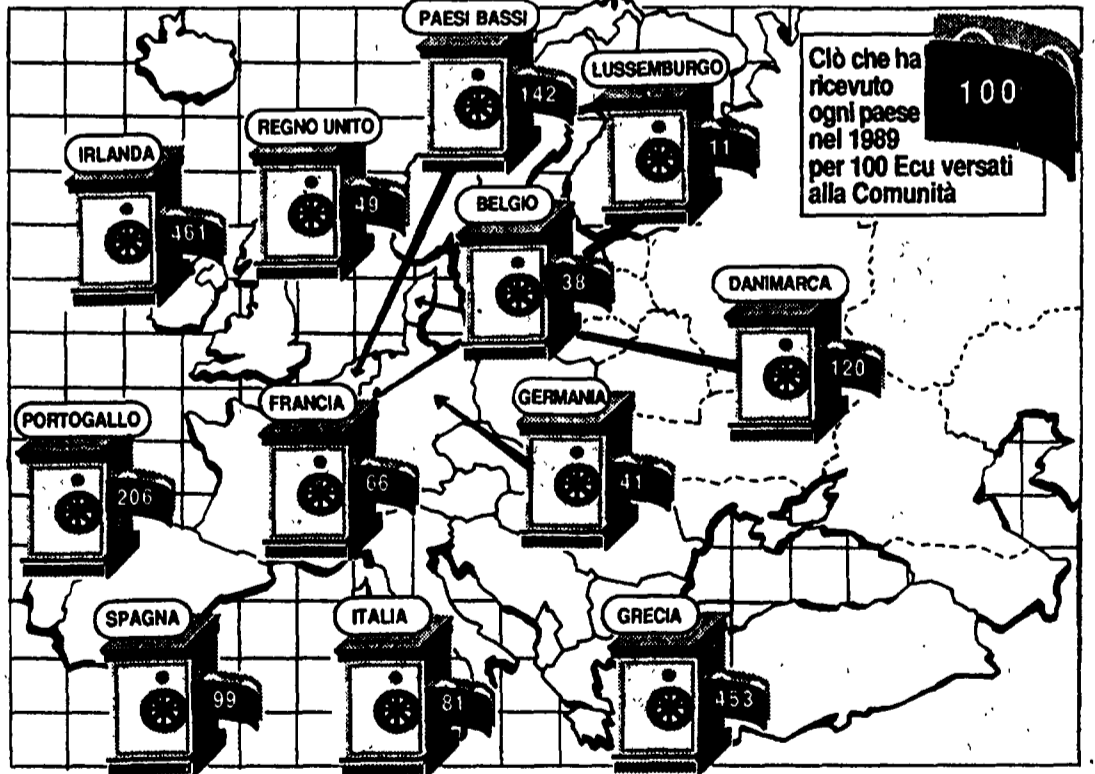 PAESI BASSI
142
LUSSEMBURGO
11
Ciò che ha
ricevuto
ogni paese
nel 1989
per 100 Ecu versati
alla Comunità
100
REGNO UNITO
49
IRLANDA
461
BELGIO
38
DANIMARCA
120
FRANCIA
66
GERMANIA
41
PORTOGALLO
206
SPAGNA
99
ITALIA
81
GRECIA
453